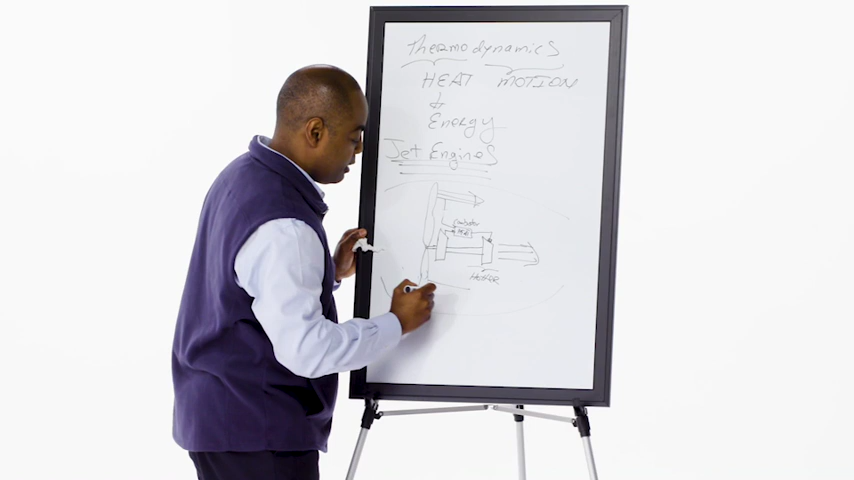 Thermodynamics
HEAT MOTION
&
Energy
Jet Engines